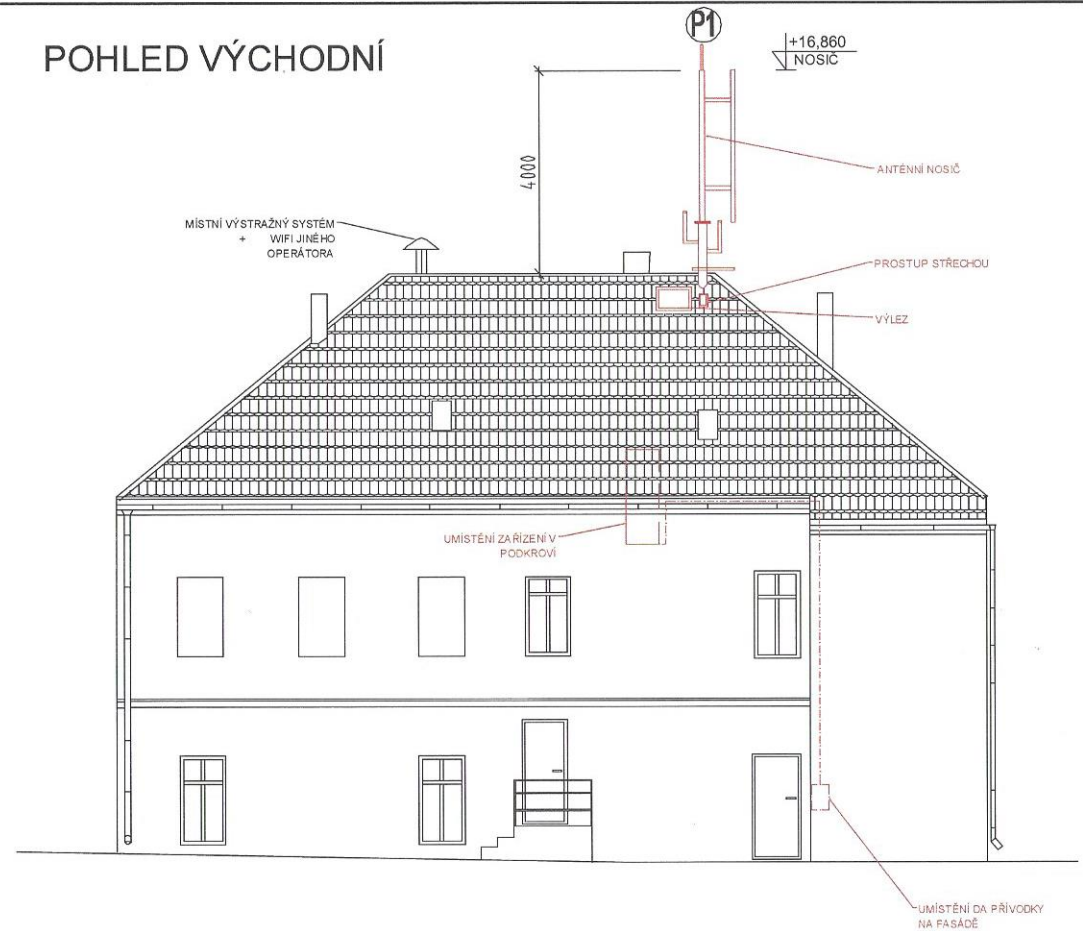 POHLED VÝCHODNÍ
P1
+16,860
NOSIČ
4000
ANTÉNNÍ NOSIČ
MÍSTNÍ VÝSTRAŽNÝ SYSTÉM
+ WIFI JINÉHO
OPERÁTORA
PROSTUP STŘECHOU
VÝLEZ
UMÍSTĚNÍ ZAŘÍZENÍ V
PODKROVÍ
UMÍSTĚNÍ DA PŘÍVODKY
NA FASÁDĚ